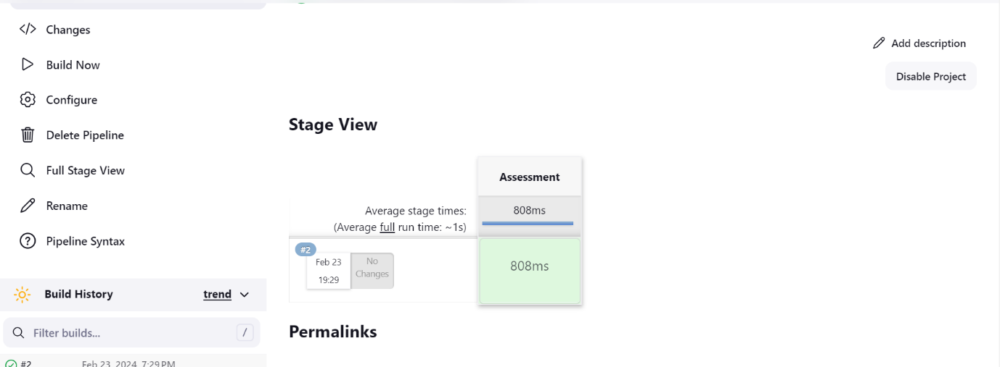 Changes
Build Now
Configure
Delete Pipeline
Full Stage View
Rename
Pipeline Syntax
Build History trend
Filter builds... /
#2 Feb 23, 2024, 7:29 PM
Add description
Disable Project
Stage View
Assessment
Average stage times: 808ms
(Average full run time: ~1s)
#2
Feb 23 No
19:29 Changes
808ms
Permalinks